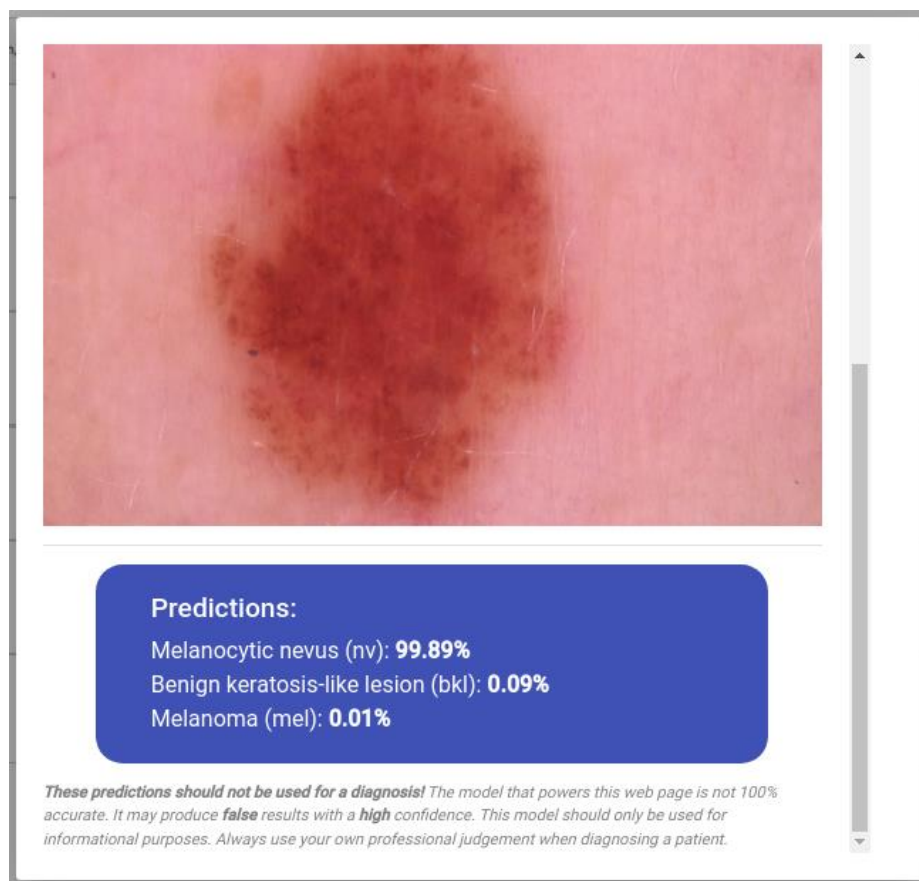 Predictions:
Melanocytic nevus (nv): 99.89%
Benign keratosis-like lesion (bkl): 0.09%
Melanoma (mel): 0.01%
These predictions should not be used for a diagnosis! The model that powers this web page is not 100%
accurate. It may produce false results with a high confidence. This model should only be used for
informational purposes. Always use your own professional judgement when diagnosing a patient.